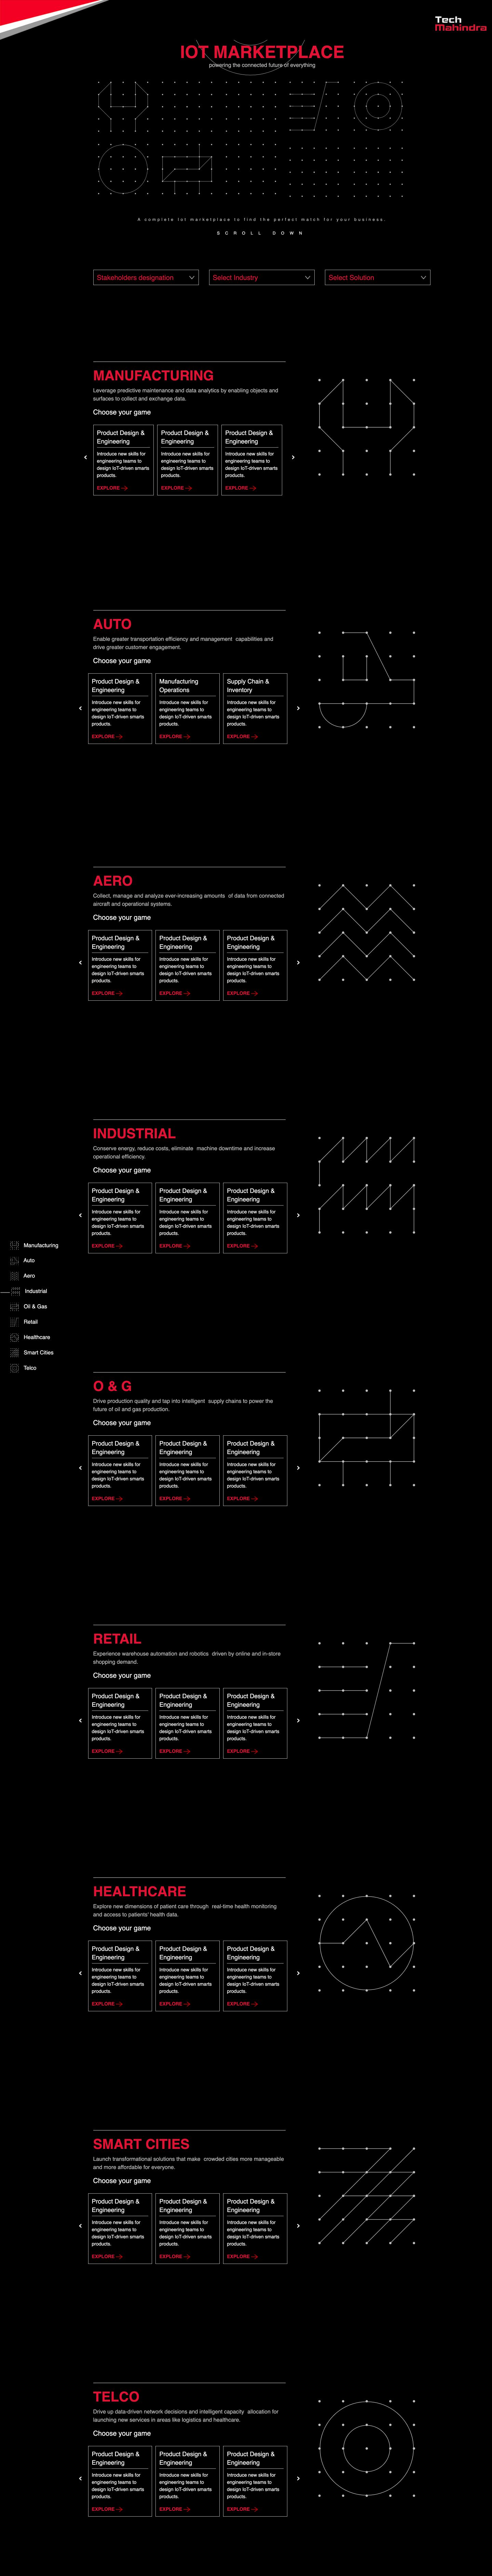 Tech
Mahindra
IOT MARKETPLACE
powering the connected future of everything
A complete Iot marketplace to find the perfect match for your business.
SCROLL DOWN
Stakeholders designation
Select Industry
Select Solution
MANUFACTURING
Leverage predictive maintenance and data analytics by enabling objects and
surfaces to collect and exchange data.
Choose your game
Product Design &
Engineering
Introduce new skills for
engineering teams to
design IoT-driven smarts
products.
EXPLORE
Product Design &
Engineering
Introduce new skills for
engineering teams to
design IoT-driven smarts
products.
EXPLORE
Product Design &
Engineering
Introduce new skills for
engineering teams to
design IoT-driven smarts
products.
EXPLORE
AUTO
Enable greater transportation efficiency and management capabilities and
drive greater customer engagement.
Choose your game
Product Design &
Engineering
Introduce new skills for
engineering teams to
design IoT-driven smarts
products.
EXPLORE
Manufacturing
Operations
Introduce new skills for
engineering teams to
design IoT-driven smarts
products.
EXPLORE
Supply Chain &
Inventory
Introduce new skills for
engineering teams to
design IoT-driven smarts
products.
EXPLORE
AERO
Collect, manage and analyze ever-increasing amounts of data from connected
aircraft and operational systems.
Choose your game
Product Design &
Engineering
Introduce new skills for
engineering teams to
design IoT-driven smarts
products.
EXPLORE
Product Design &
Engineering
Introduce new skills for
engineering teams to
design IoT-driven smarts
products.
EXPLORE
Product Design &
Engineering
Introduce new skills for
engineering teams to
design IoT-driven smarts
products.
EXPLORE
INDUSTRIAL
Conserve energy, reduce costs, eliminate machine downtime and increase
operational efficiency.
Choose your game
Product Design &
Engineering
Introduce new skills for
engineering teams to
design IoT-driven smarts
products.
EXPLORE
Product Design &
Engineering
Introduce new skills for
engineering teams to
design IoT-driven smarts
products.
EXPLORE
Product Design &
Engineering
Introduce new skills for
engineering teams to
design IoT-driven smarts
products.
EXPLORE
Manufacturing
Auto
Aero
Industrial
Oil & Gas
Retail
Healthcare
Smart Cities
Telco
O & G
Drive production quality and tap into intelligent supply chains to power the
future of oil and gas production.
Choose your game
Product Design &
Engineering
Introduce new skills for
engineering teams to
design IoT-driven smarts
products.
EXPLORE
Product Design &
Engineering
Introduce new skills for
engineering teams to
design IoT-driven smarts
products.
EXPLORE
Product Design &
Engineering
Introduce new skills for
engineering teams to
design IoT-driven smarts
products.
EXPLORE
RETAIL
Experience warehouse automation and robotics driven by online and in-store
shopping demand.
Choose your game
Product Design &
Engineering
Introduce new skills for
engineering teams to
design IoT-driven smarts
products.
EXPLORE
Product Design &
Engineering
Introduce new skills for
engineering teams to
design IoT-driven smarts
products.
EXPLORE
Product Design &
Engineering
Introduce new skills for
engineering teams to
design IoT-driven smarts
products.
EXPLORE
HEALTHCARE
Explore new dimensions of patient care through real-time health monitoring
and access to patients' health data.
Choose your game
Product Design &
Engineering
Introduce new skills for
engineering teams to
design IoT-driven smarts
products.
EXPLORE
Product Design &
Engineering
Introduce new skills for
engineering teams to
design IoT-driven smarts
products.
EXPLORE
Product Design &
Engineering
Introduce new skills for
engineering teams to
design IoT-driven smarts
products.
EXPLORE
SMART CITIES
Launch transformational solutions that make crowded cities more manageable
and more affordable for everyone.
Choose your game
Product Design &
Engineering
Introduce new skills for
engineering teams to
design IoT-driven smarts
products.
EXPLORE
Product Design &
Engineering
Introduce new skills for
engineering teams to
design IoT-driven smarts
products.
EXPLORE
Product Design &
Engineering
Introduce new skills for
engineering teams to
design IoT-driven smarts
products.
EXPLORE
TELCO
Drive up data-driven network decisions and intelligent capacity allocation for
launching new services in areas like logistics and healthcare.
Choose your game
Product Design &
Engineering
Introduce new skills for
engineering teams to
design IoT-driven smarts
products.
EXPLORE
Product Design &
Engineering
Introduce new skills for
engineering teams to
design IoT-driven smarts
products.
EXPLORE
Product Design &
Engineering
Introduce new skills for
engineering teams to
design IoT-driven smarts
products.
EXPLORE